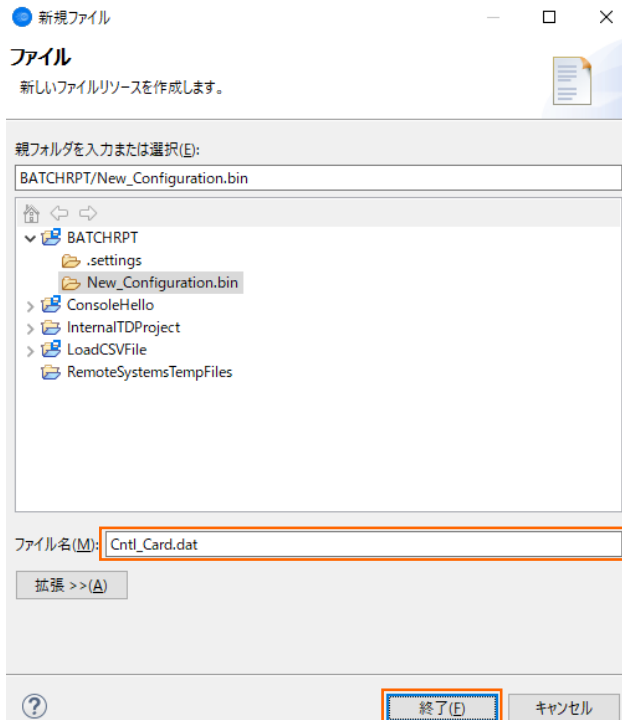 新規ファイル
ファイル
新しいファイルリソースを作成します。
親フォルダを入力または選択(E):
BATCHRPT/New_Configuration.bin
BATCHRPT
.settings
New_Configuration.bin
ConsoleHello
InternalTDProject
LoadCSVFile
RemoteSystemsTempFiles
ファイル名(M): Cntl_Card.dat
拡張 >>(A)
終了(F) キャンセル